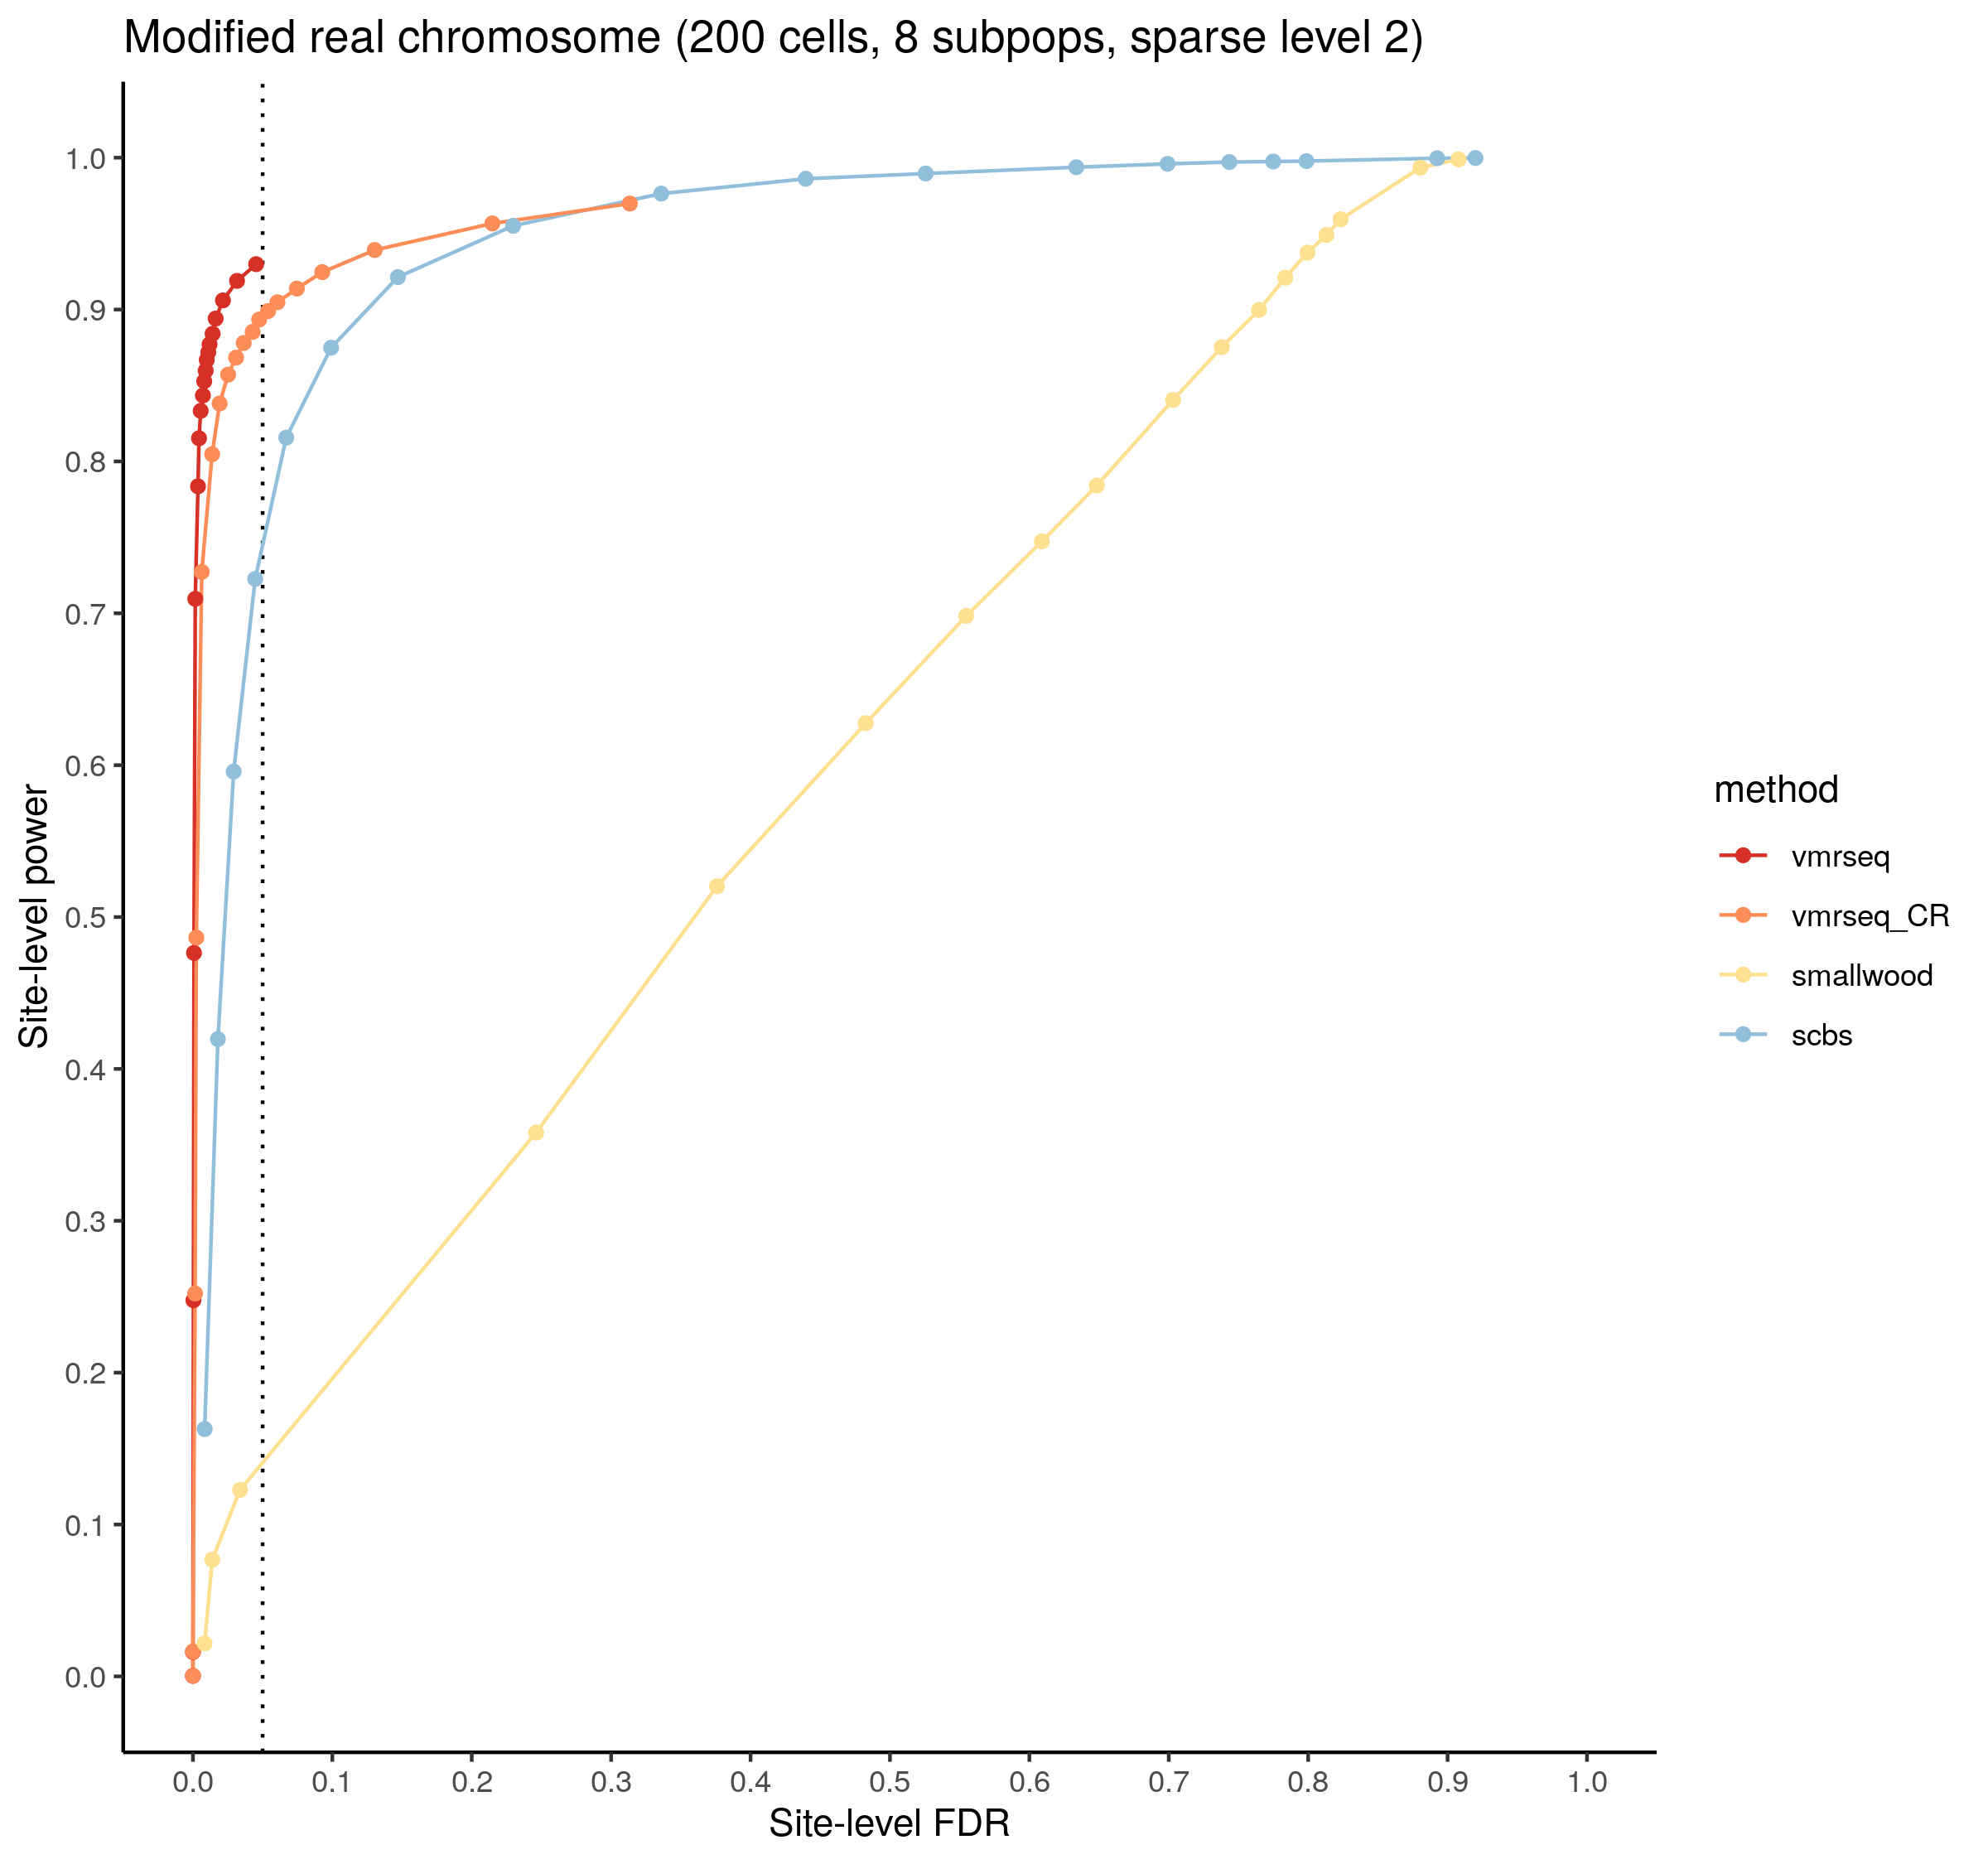 Modified real chromosome (200 cells, 8 subpops, sparse level 2)
Site-level power
1.0
0.9
0.8
0.7
0.6
0.5
0.4
0.3
0.2
0.1
0.0
0.0 0.1 0.2 0.3 0.4 0.5 0.6 0.7 0.8 0.9 1.0
Site-level FDR
method
vmrseq
vmrseq_CR
smallwood
scbs